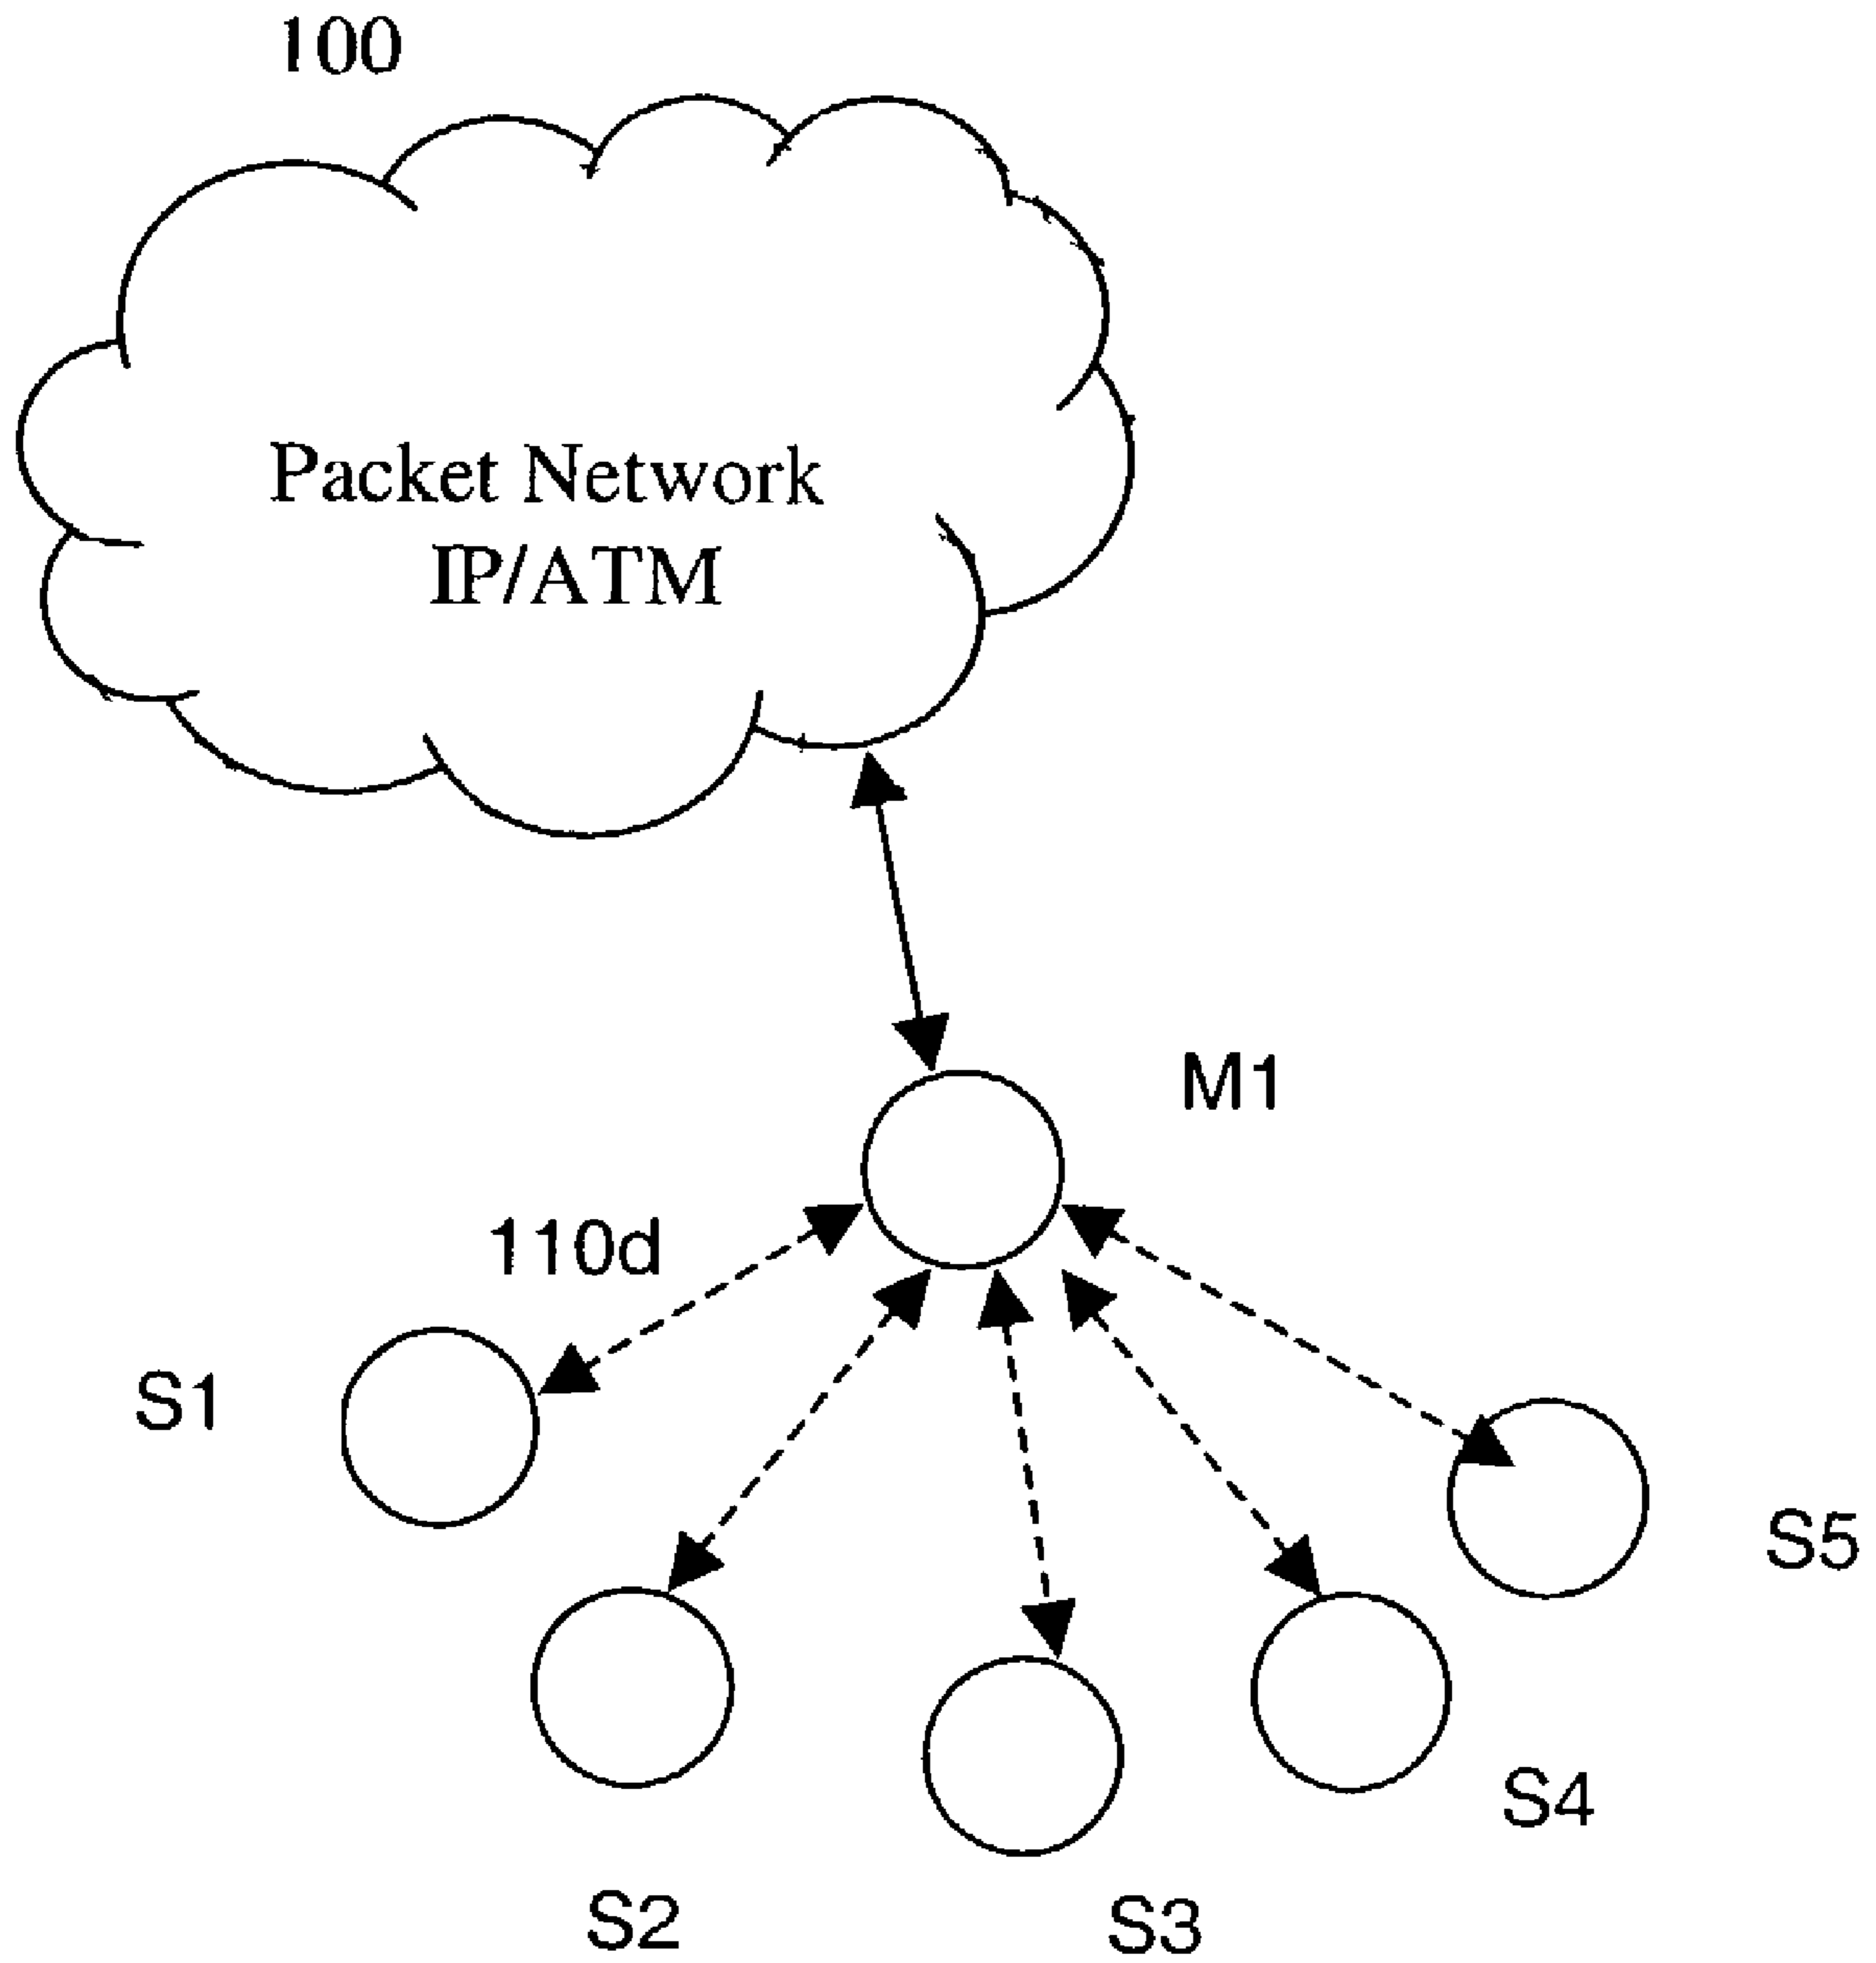 100
Packet Network
IP/ATM
M1
110d
S1
S5
S4
S2
S3